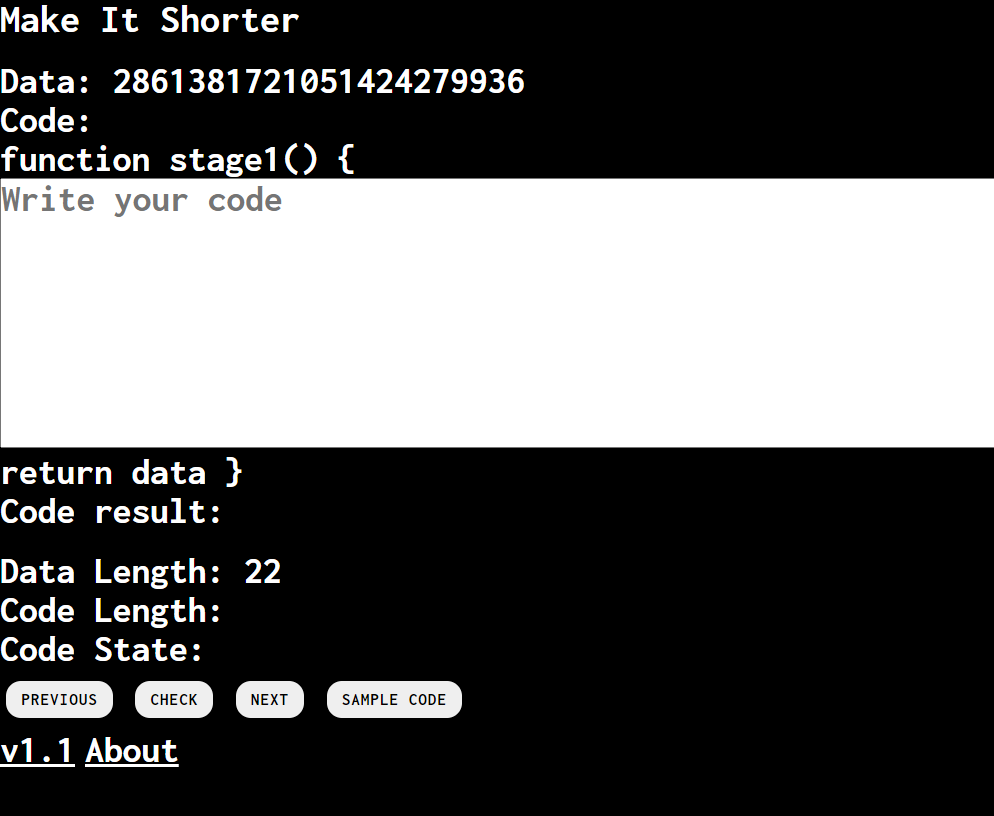 Make It Shorter
Data: 2861381721051424279936
Code:
function stage1() {
Write your code
return data }
Code result:
Data Length: 22
Code Length:
Code State:
PREVIOUS CHECK NEXT SAMPLE CODE
v1.1 About